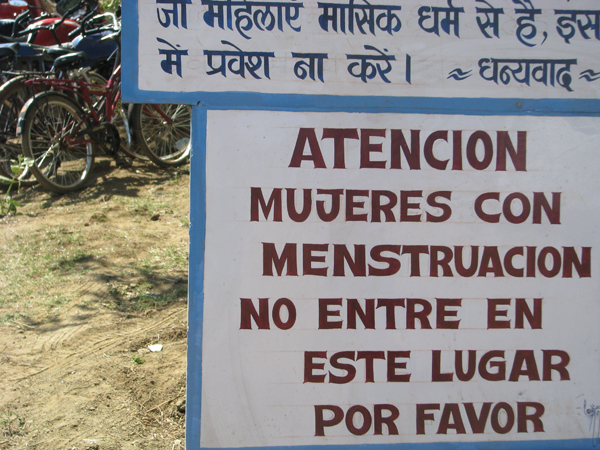 जो महिलाएँ मासिक धर्म से है, इस
में प्रवेश ना करें। ~ धन्यवाद ~
ATENCION
MUJERES CON
MENSTRUACION
NO ENTRE EN
ESTE LUGAR
POR FAVOR